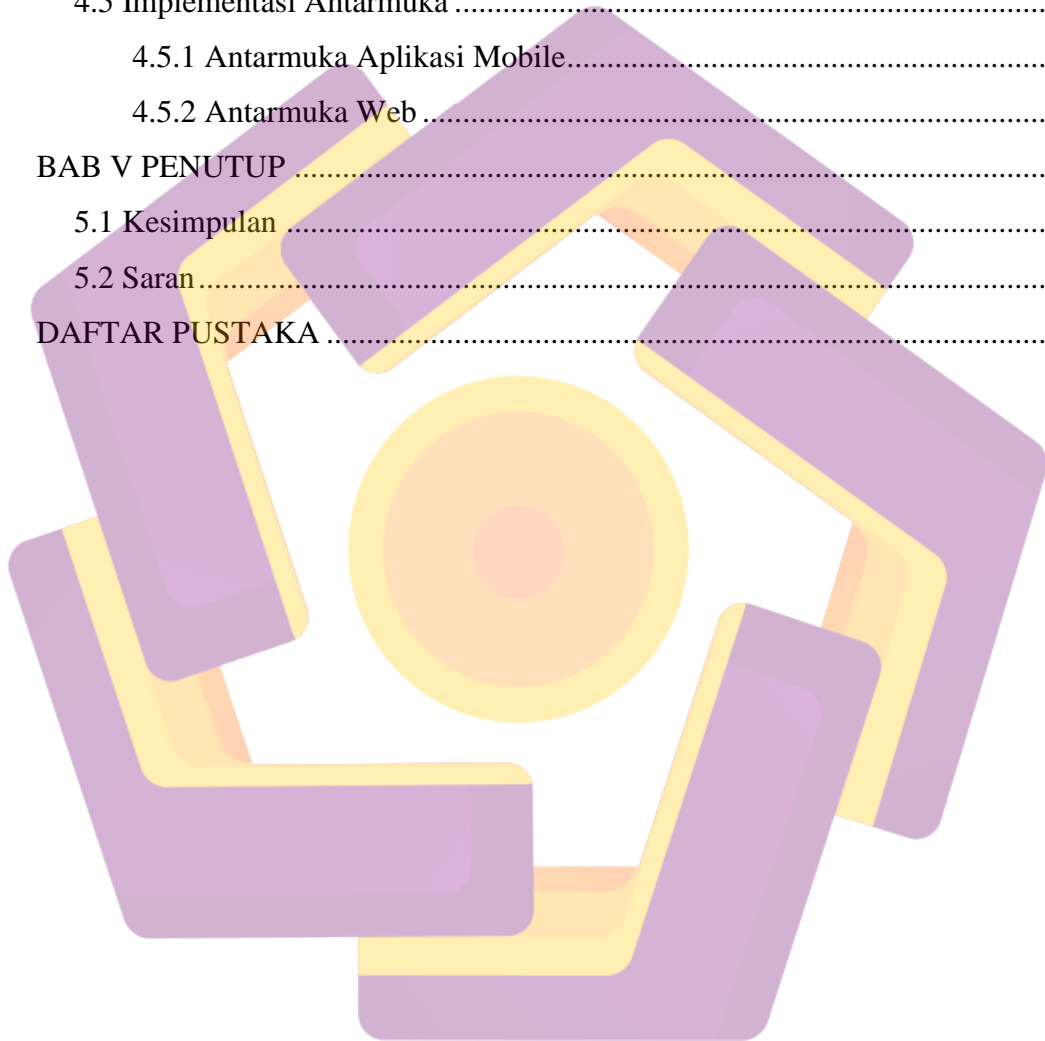 4.5 Implementasi Antarmuka ..........................................................................
4.5.1 Antarmuka Aplikasi Mobile............................................................
4.5.2 Antarmuka Web ..............................................................................
BAB V PENUTUP ..............................................................................................
5.1 Kesimpulan ...............................................................................................
5.2 Saran..........................................................................................................
DAFTAR PUSTAKA ..........................................................................................